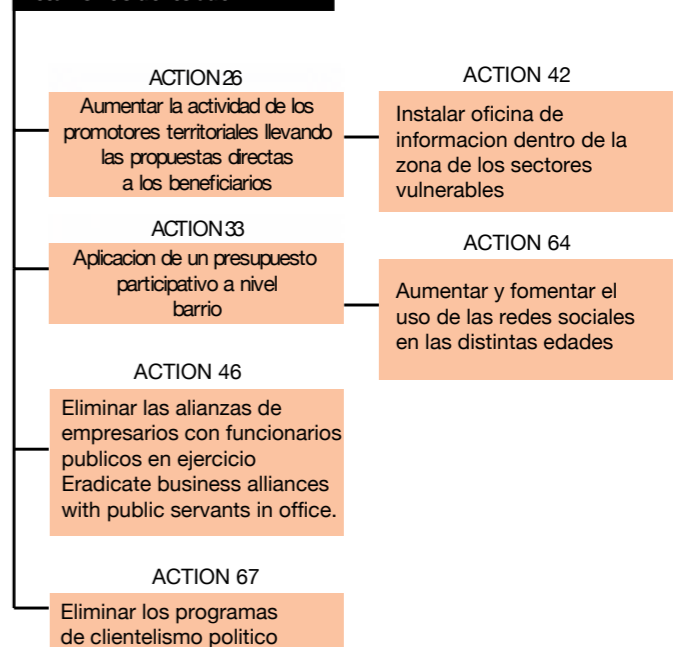 ACTION 26
Aumentar la actividad de los
promotores territoriales llevando
las propuestas directas
a los beneficiarios
ACTION 42
Instalar oficina de
informacion dentro de la
zona de los sectores
vulnerables
ACTION 33
Aplicacion de un presupuesto
participativo a nivel
barrio
ACTION 64
Aumentar y fomentar el
uso de las redes sociales
en las distintas edades
ACTION 46
Eliminar las alianzas de
empresarios con funcionarios
publicos en ejercicio
Eradicate business alliances
with public servants in office.
ACTION 67
Eliminar los programas
de clientelismo politico